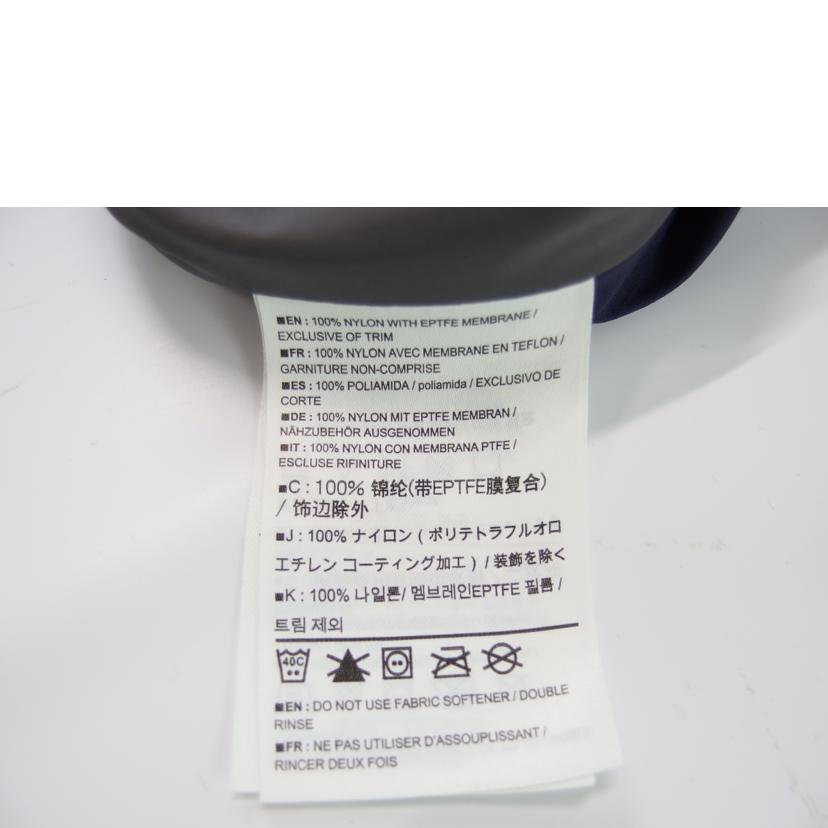 ■EN : 100% NYLON WITH EPTFE MEMBRANE /
EXCLUSIVE OF TRIM
■FR : 100% NYLON AVEC MEMBRANE EN TEFLON /
GARNITURE NON-COMPRISE
■ES : 100% POLIAMIDA / poliamida / EXCLUSIVO DE
CORTE
■DE : 100% NYLON MIT EPTFE MEMBRAN /
NÄHZUBEHÖR AUSGENOMMEN
■IT : 100% NYLON CON MEMBRANA PTFE /
ESCLUSE RIFINITURE
■C : 100% 锦纶(带EPTFE膜复合)
/ 饰边除外
■J : 100% ナイロン ( ポリテトラフルオロ
エチレン コーティング加工 ) / 装飾を除く
■K : 100% 나일론/ 멤브레인EPTFE 필름 /
트림 제외
40C
■EN : DO NOT USE FABRIC SOFTENER / DOUBLE
RINSE
■FR : NE PAS UTILISER D'ASSOUPLISSANT /
RINCER DEUX FOIS